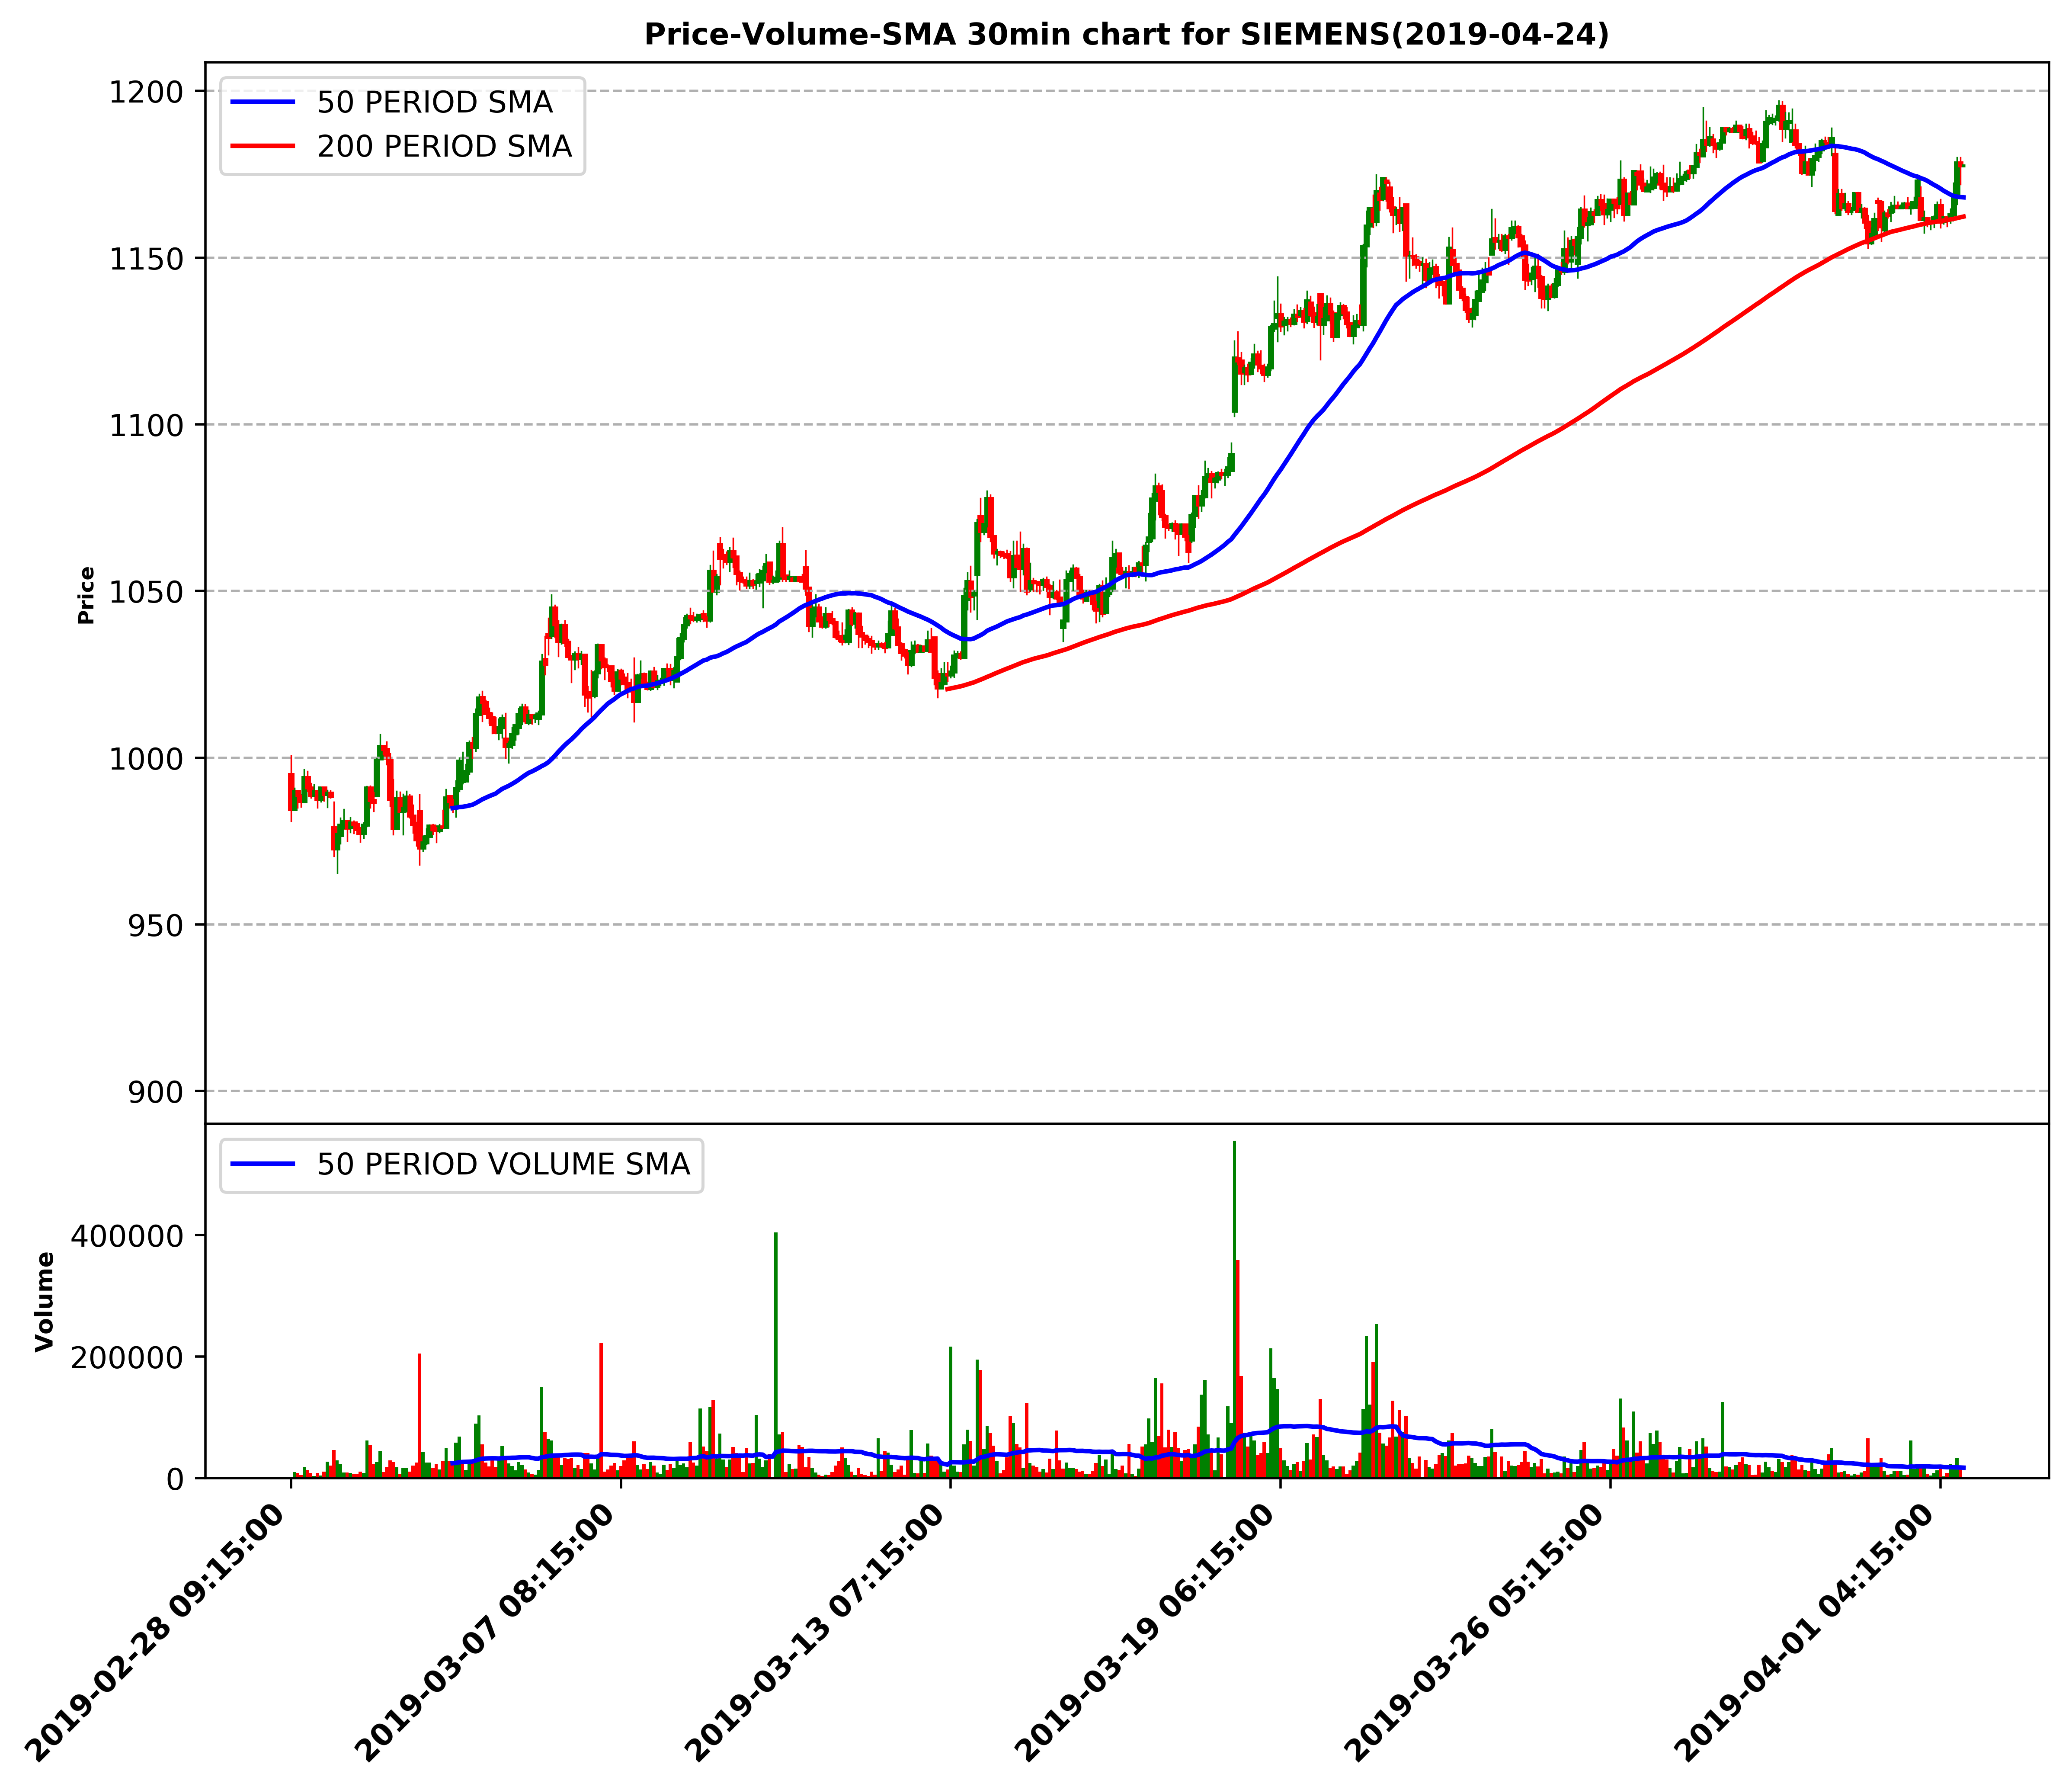 Price-Volume-SMA 30min chart for SIEMENS(2019-04-24)
50 PERIOD SMA
200 PERIOD SMA
1200
1150
1100
1050
1000
950
900
Price
50 PERIOD VOLUME SMA
400000
200000
0
Volume
2019-02-28 09:15:00
2019-03-07 08:15:00
2019-03-13 07:15:00
2019-03-19 06:15:00
2019-03-26 05:15:00
2019-04-01 04:15:00